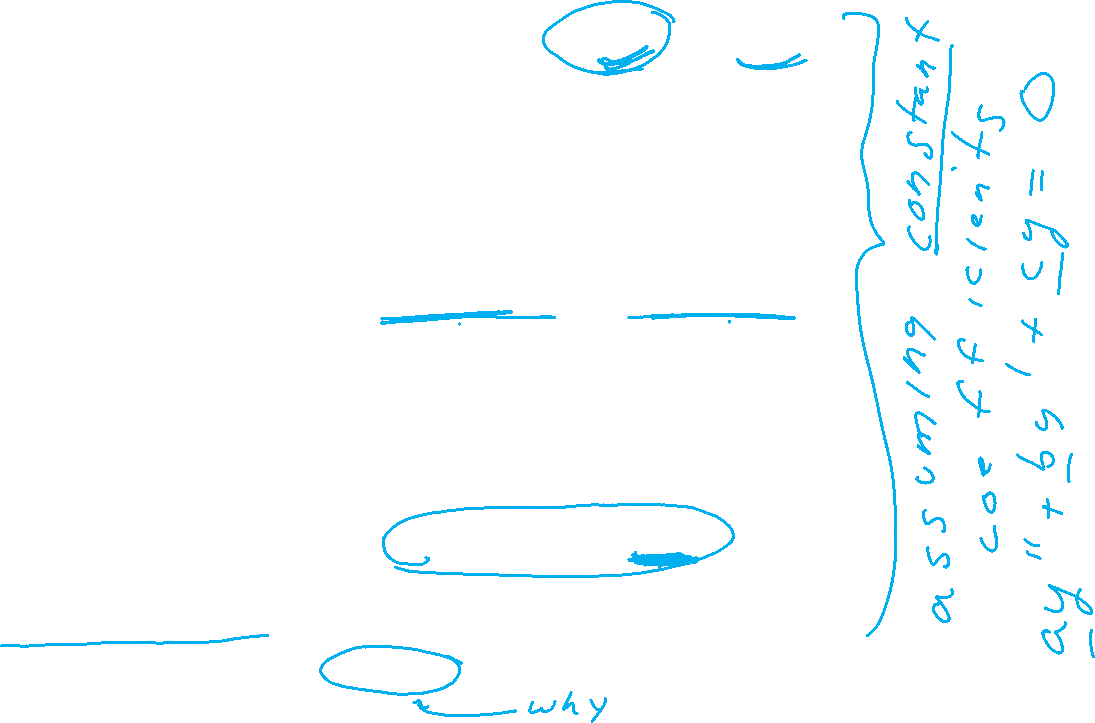 assuming constant
coefficients
ay" + by' + cy = 0
why